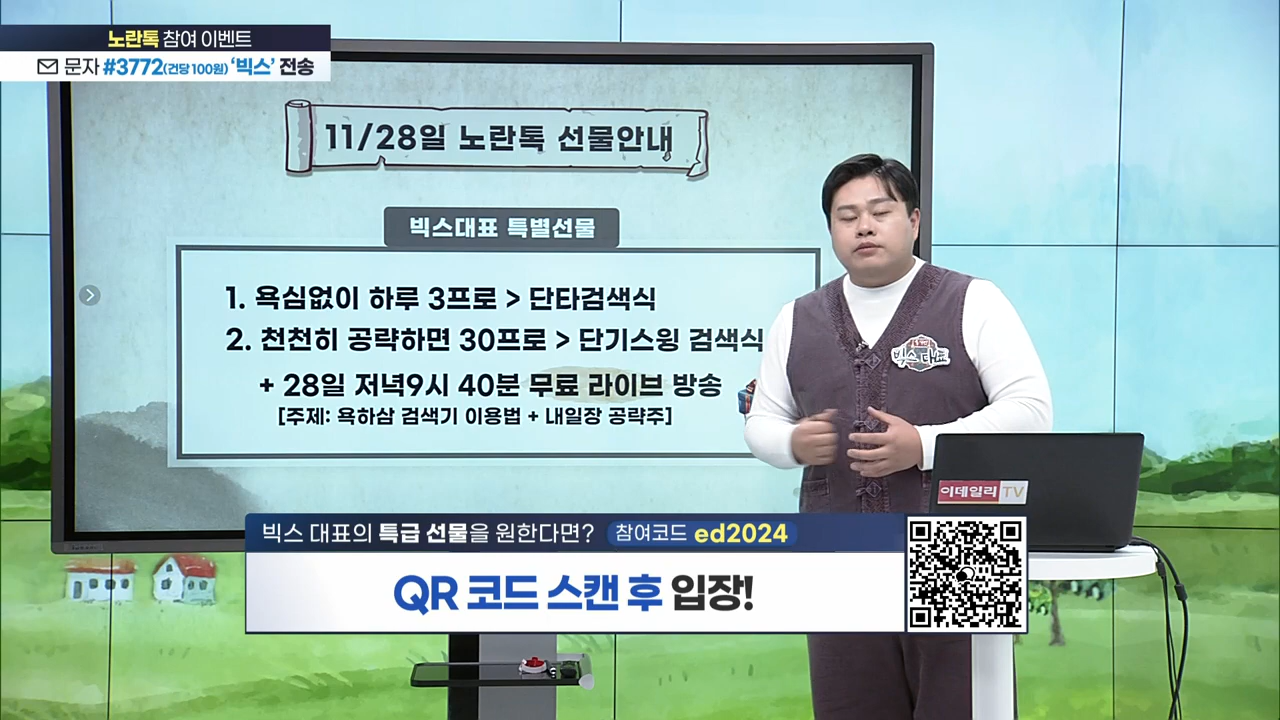 노란톡 참여 이벤트
문자 #3772(건당 100원) '빅스' 전송
11/28일 노란톡 선물안내
빅스대표 특별선물
1. 욕심없이 하루 3프로 > 단타검색식
2. 천천히 공략하면 30프로 > 단기스윙 검색식
+ 28일 저녁9시 40분 무료 라이브 방송
[주제: 욕하삼 검색기 이용법 + 내일장 공략주]
빅스 대표
이데일리 TV
빅스 대표의 특급 선물을 원한다면? 참여코드 ed2024
QR 코드 스캔 후 입장!